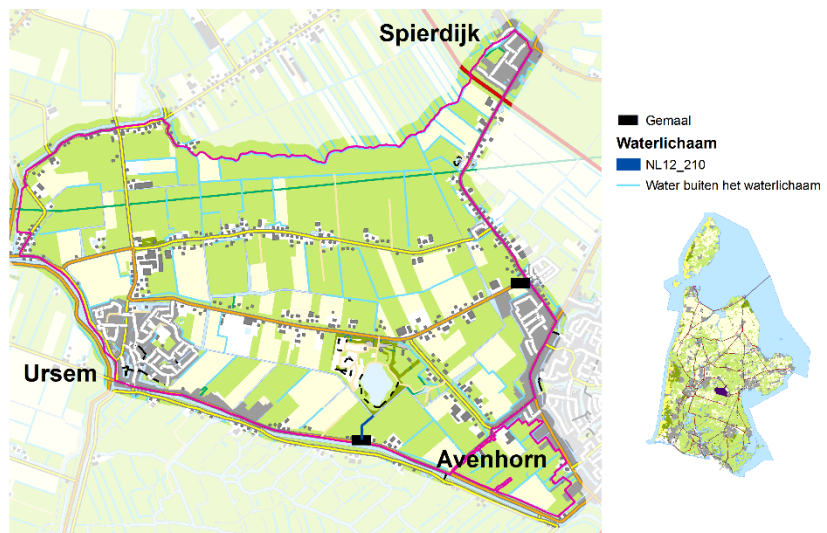 Spierdijk
Ursem
Avenhorn
Gemaal
Waterlichaam
NL12_210
Water buiten het waterlichaam